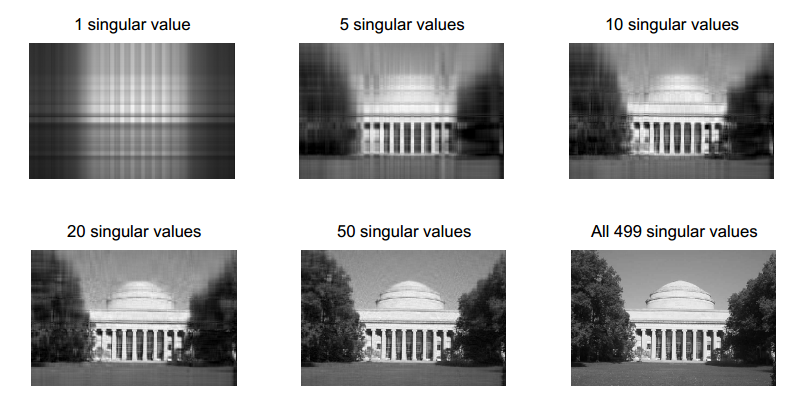 1 singular value
5 singular values
10 singular values
20 singular values
50 singular values
All 499 singular values